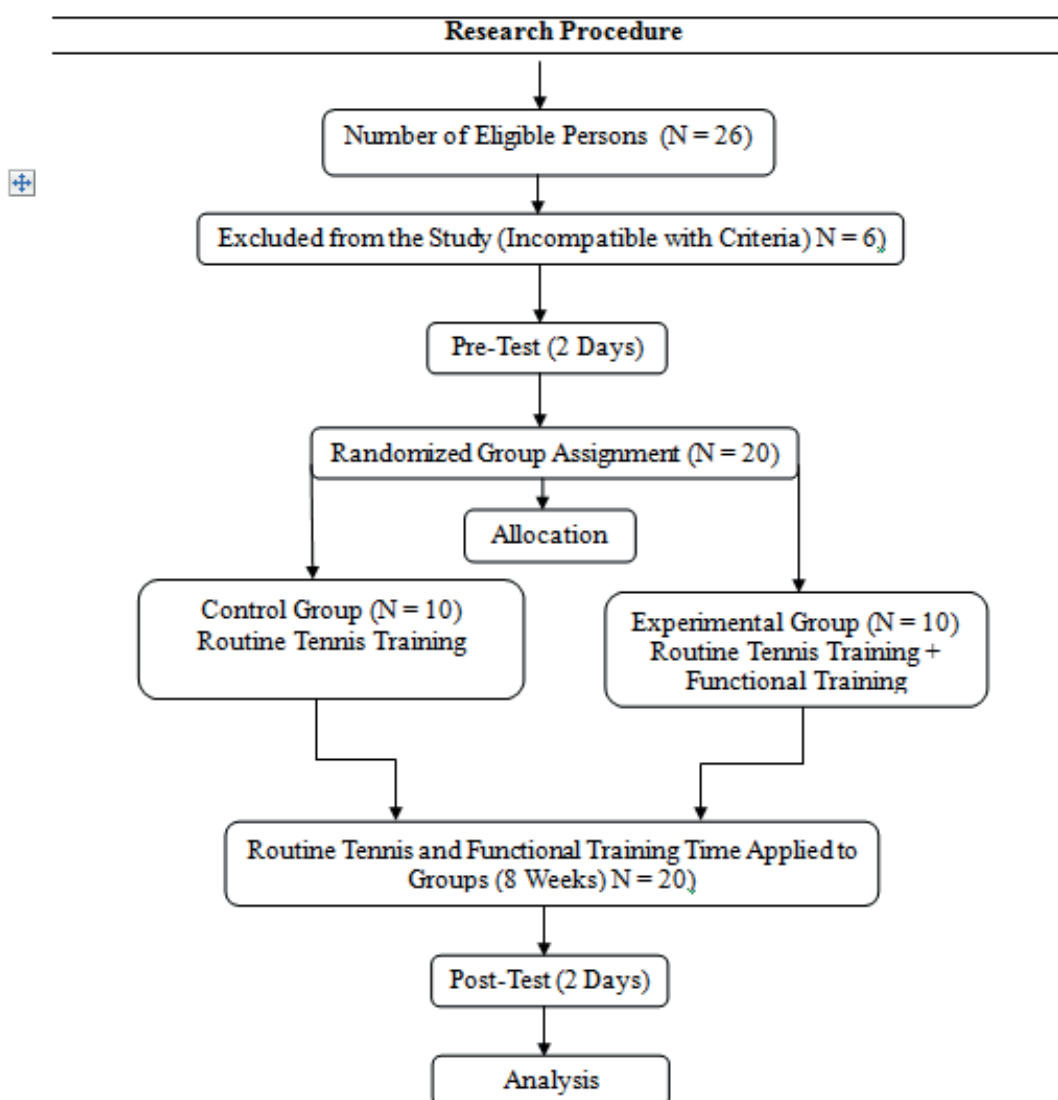 Research Procedure
Number of Eligible Persons (N = 26)
Excluded from the Study (Incompatible with Criteria) N = 6)
Pre-Test (2 Days)
Randomized Group Assignment (N = 20)
Allocation
Control Group (N = 10)
Routine Tennis Training
Experimental Group (N = 10)
Routine Tennis Training +
Functional Training
Routine Tennis and Functional Training Time Applied to
Groups (8 Weeks) N = 20)
Post-Test (2 Days)
Analysis